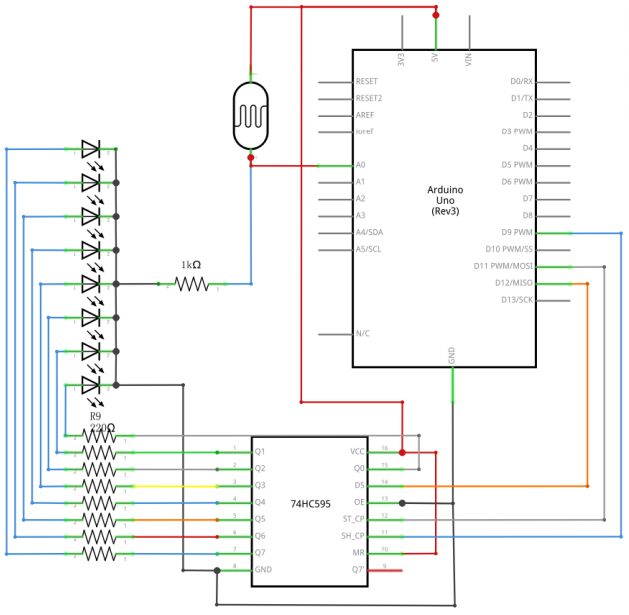 3V3
5V
VIN
RESET
RESET2
AREF
ioref
A0
A1
A2
A3
A4/SDA
A5/SCL
N/C
Arduino
Uno
(Rev3)
D0/RX
D1/TX
D2
D3 PWM
D4
D5 PWM
D6 PWM
D7
D8
D9 PWM
D10 PWM/SS
D11 PWM/MOSI
D12/MISO
D13/SCK
GND
1kΩ
R9
220Ω
74HC595
1 Q1
2 Q2
3 Q3
4 Q4
5 Q5
6 Q6
7 Q7
8 GND
VCC 16
Q0 15
DS 14
OE 13
ST_CP 12
SH_CP 11
MR 10
Q7' 9